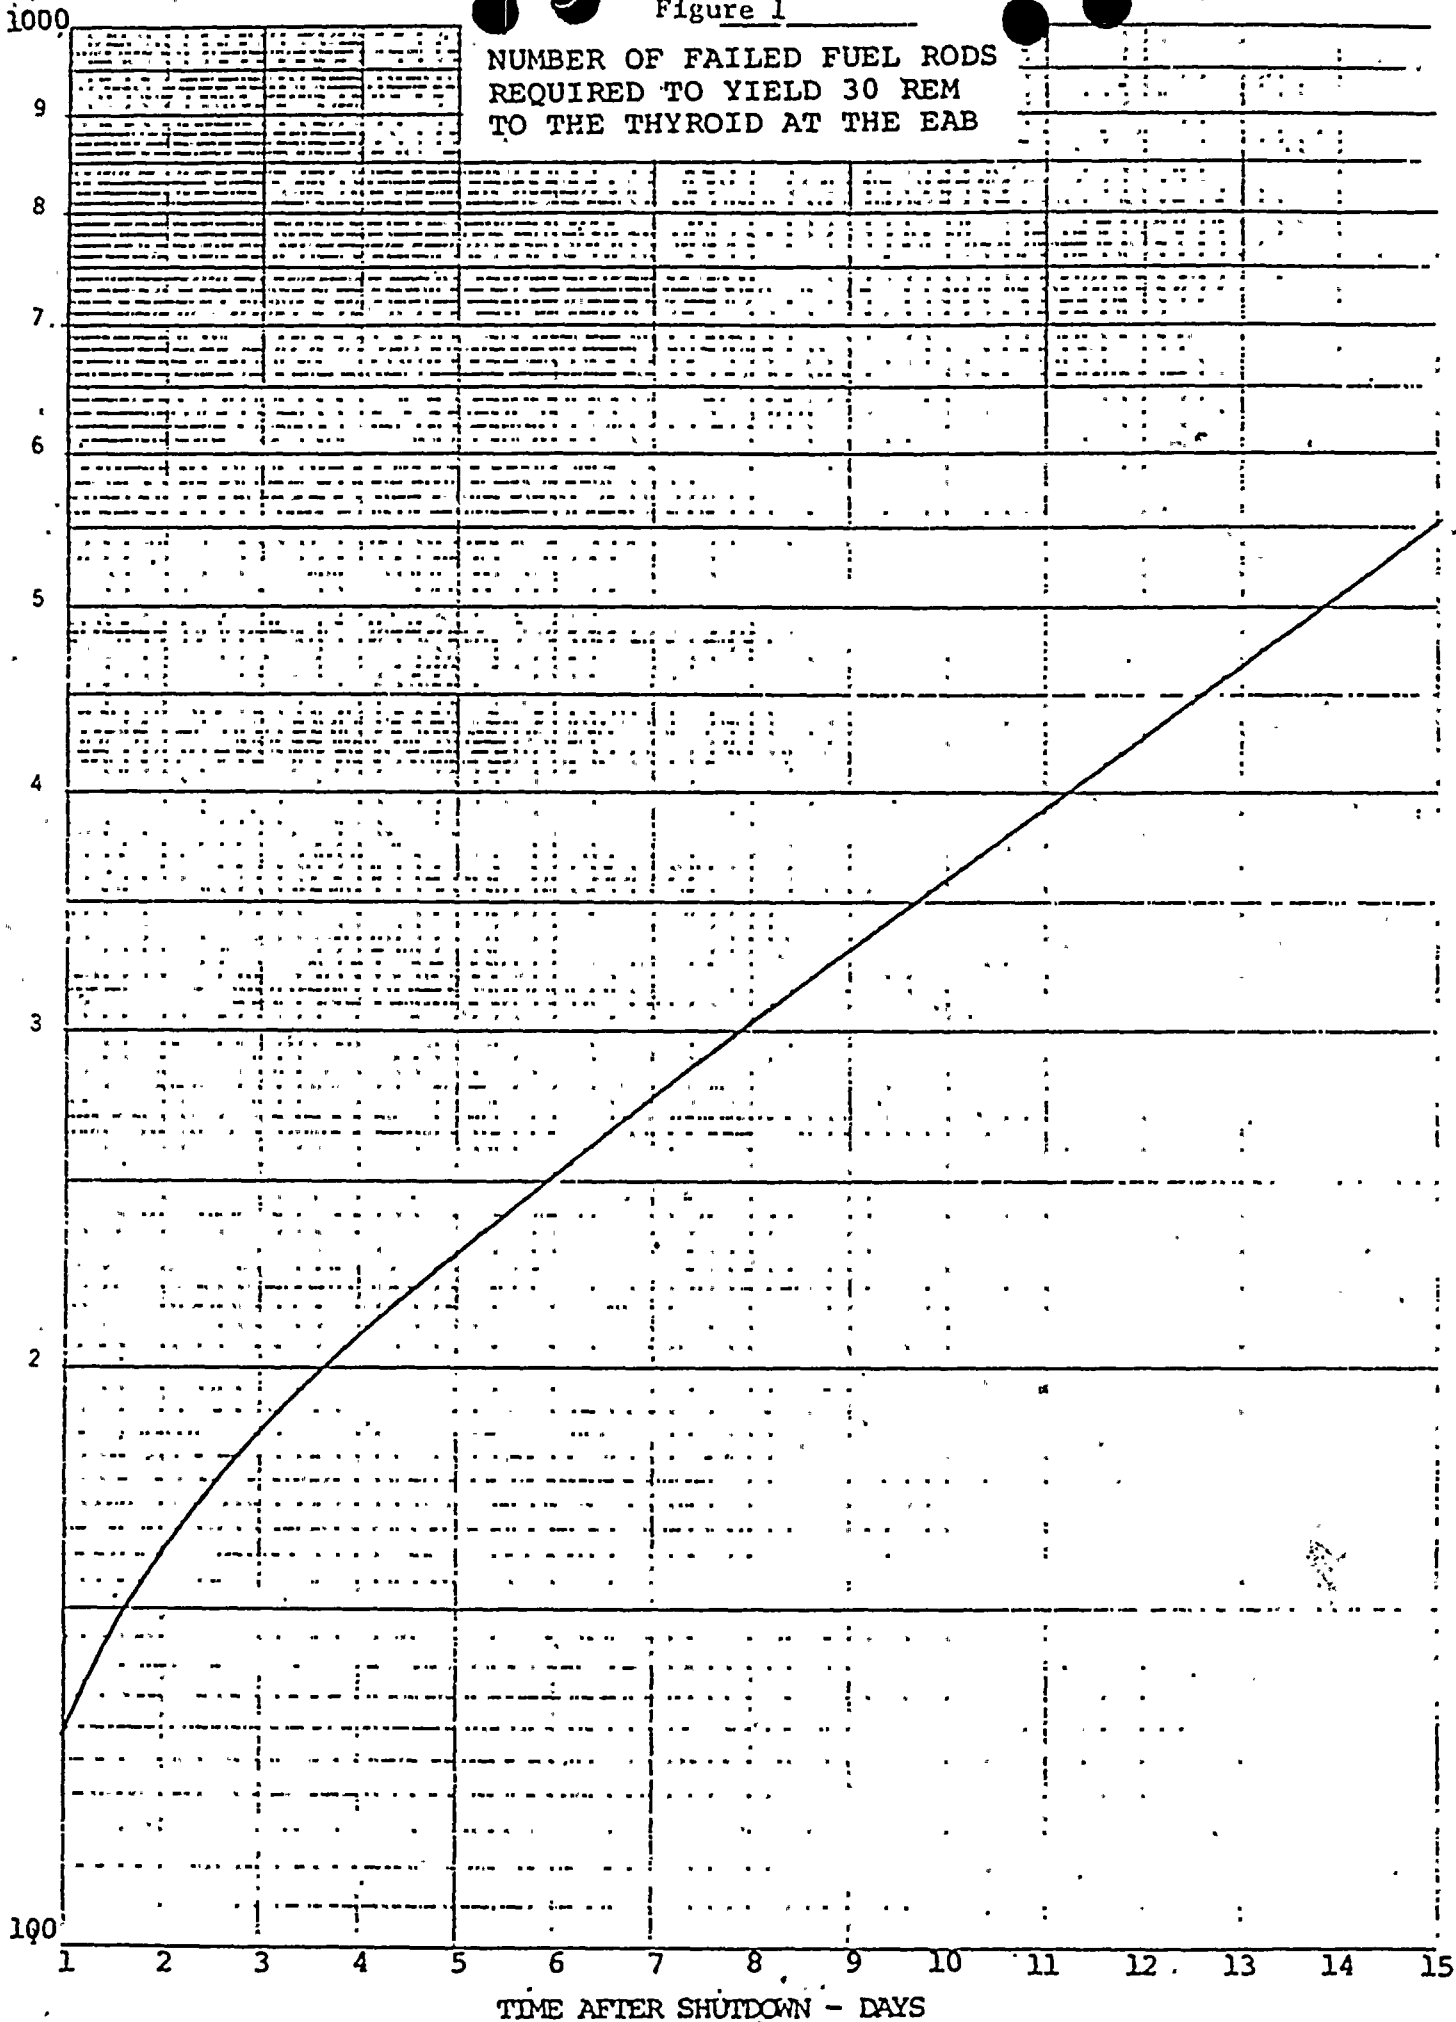 Figure 1
NUMBER OF FAILED FUEL RODS
REQUIRED TO YIELD 30 REM
TO THE THYROID AT THE EAB
1000
9
8
7
6
5
4
3
2
100
1 2 3 4 5 6 7 8 9 10 11 12 13 14 15
TIME AFTER SHUTDOWN - DAYS